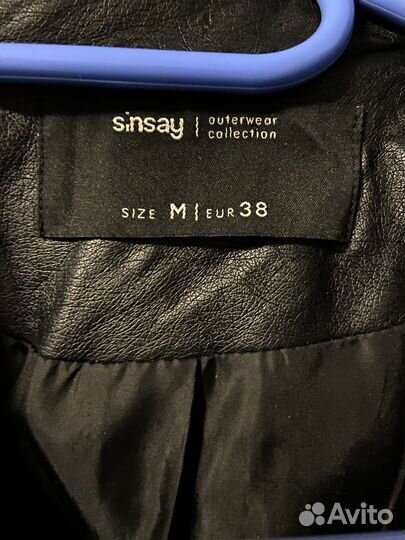 sinsay | outerwear
collection
SIZE M | EUR 38
Avito